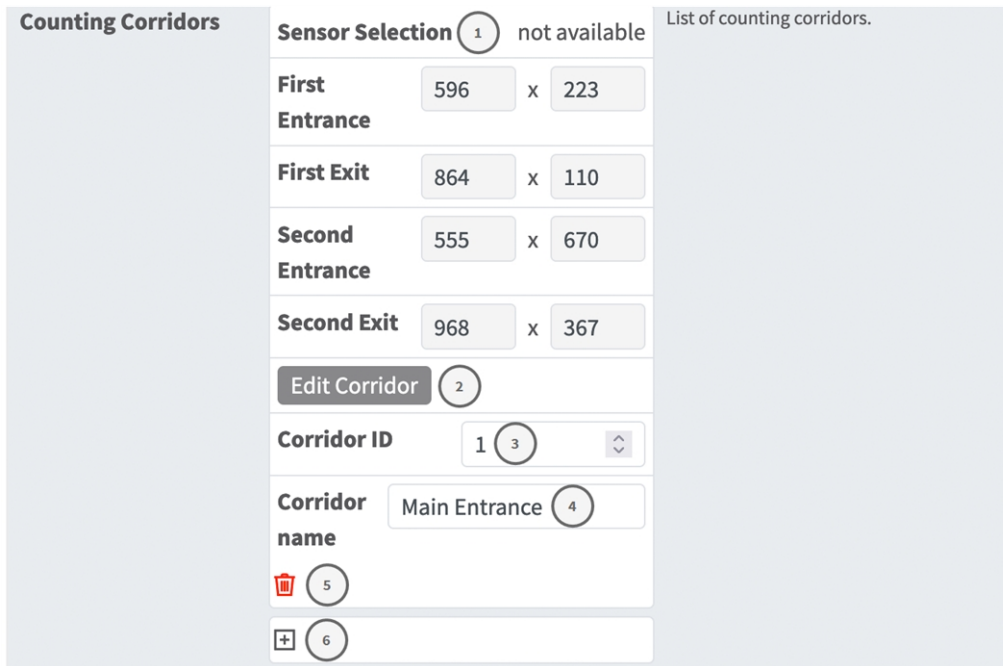 Counting Corridors
Sensor Selection 1 not available
List of counting corridors.
First
Entrance
596 x 223
First Exit 864 x 110
Second
Entrance
555 x 670
Second Exit 968 x 367
Edit Corridor 2
Corridor ID 1 3
Corridor
name
Main Entrance 4
5
6